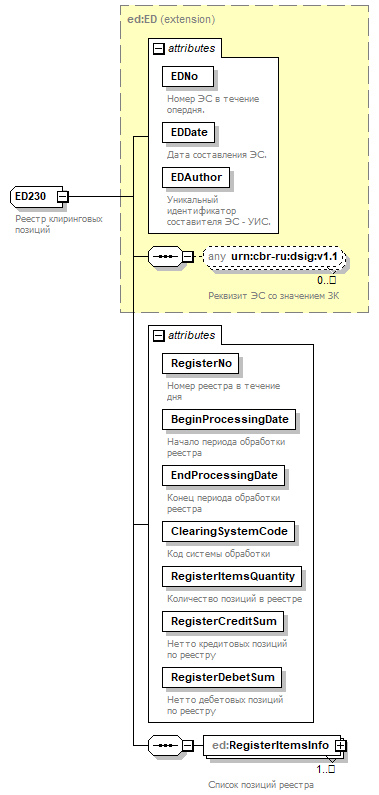 ed:ED (extension)
attributes
EDNo
Номер ЭС в течение
опердня.
EDDate
Дата составления ЭС.
EDAuthor
Уникальный
идентификатор
составителя ЭС - УИС.
ED230
Реестр клиринговых
позиций
any urn:cbr-ru:dsig:v1.1
0..□
Реквизит ЭС со значением ЗК
attributes
RegisterNo
Номер реестра в течение
дня
BeginProcessingDate
Начало периода обработки
реестра
EndProcessingDate
Конец периода обработки
реестра
ClearingSystemCode
Код системы обработки
RegisterItemsQuantity
Количество позиций в реестре
RegisterCreditSum
Нетто кредитовых позиций
по реестру
RegisterDebetSum
Нетто дебетовых позиций
по реестру
ed:RegisterItemsInfo
1..□
Список позиций реестра